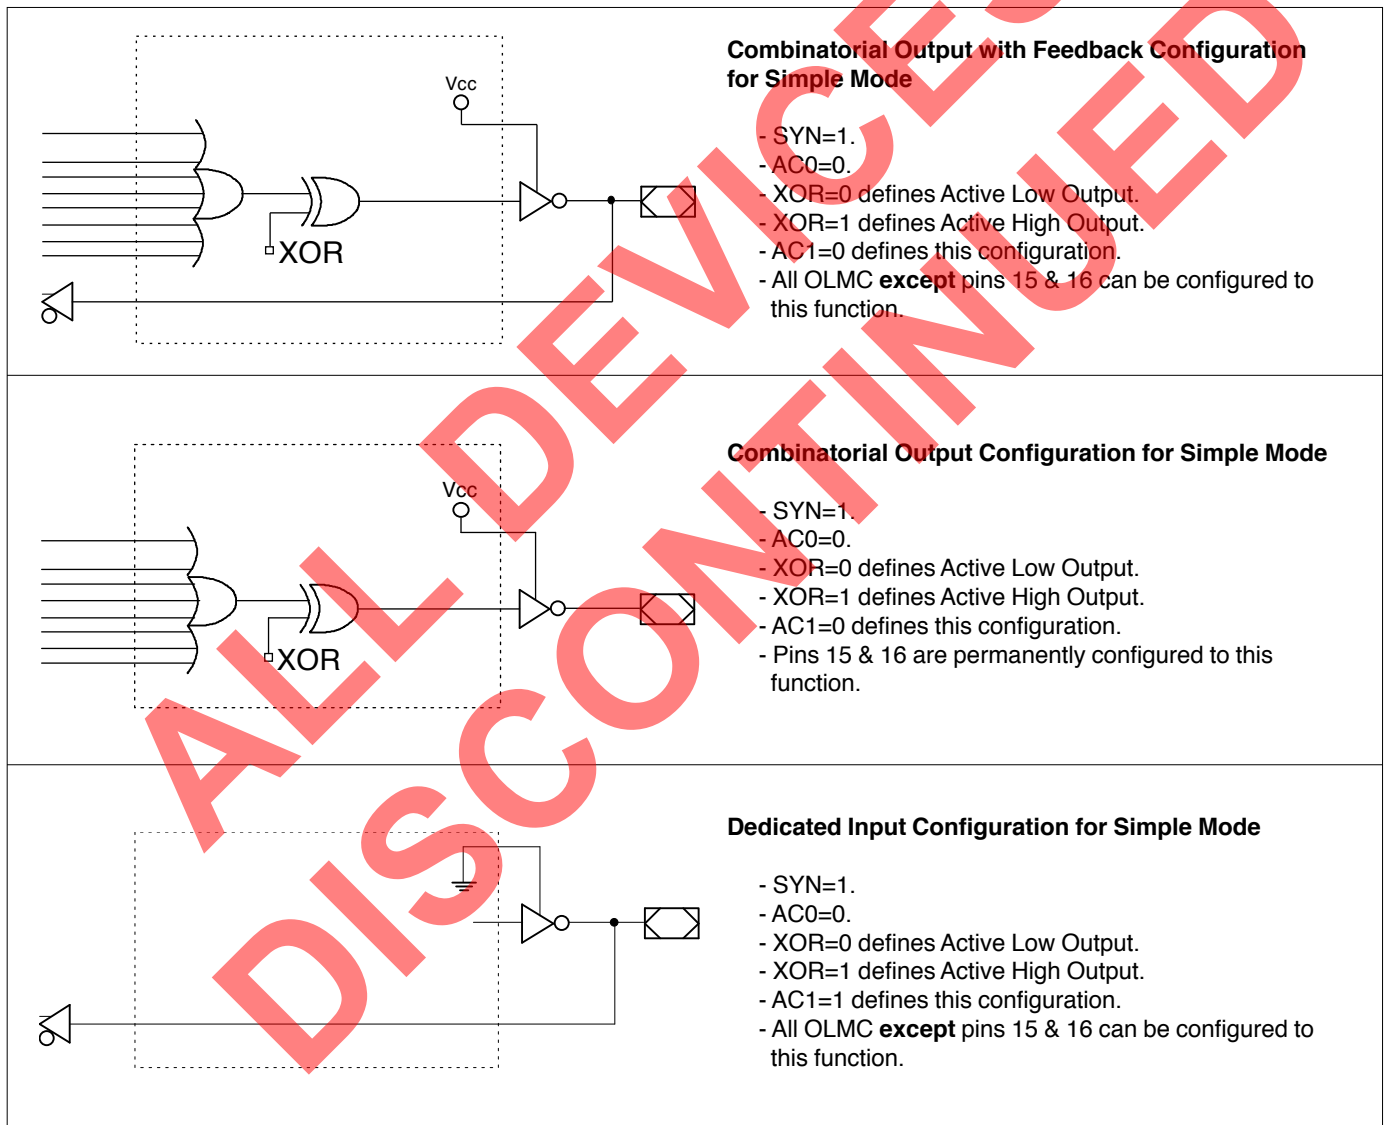 Combinatorial Output with Feedback Configuration
for Simple Mode
Vcc
- SYN=1.
- AC0=0.
- XOR=0 defines Active Low Output.
- XOR=1 defines Active High Output.
- AC1=0 defines this configuration.
- All OLMC except pins 15 & 16 can be configured to
this function.
XOR
Combinatorial Output Configuration for Simple Mode
Vcc
- SYN=1.
- AC0=0.
- XOR=0 defines Active Low Output.
- XOR=1 defines Active High Output.
- AC1=0 defines this configuration.
- Pins 15 & 16 are permanently configured to this
function.
XOR
Dedicated Input Configuration for Simple Mode
- SYN=1.
- AC0=0.
- XOR=0 defines Active Low Output.
- XOR=1 defines Active High Output.
- AC1=1 defines this configuration.
- All OLMC except pins 15 & 16 can be configured to
this function.
ALL DEVICES
DISCONTINUED